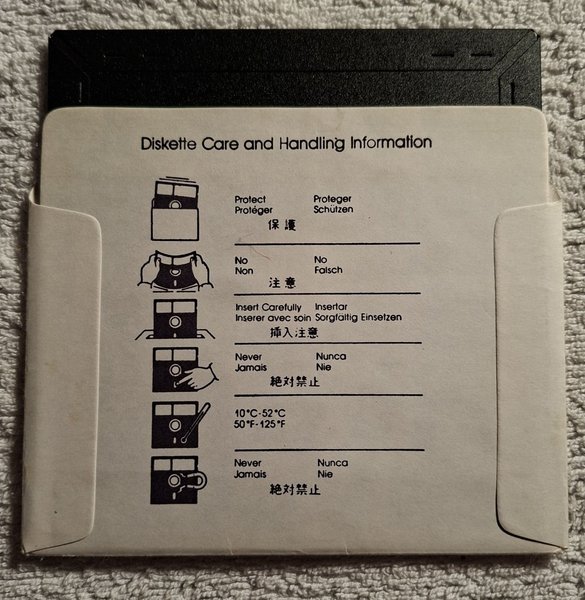 Diskette Care and Handling Information
Protect Proteger
Protéger Schützen
保護
No No
Non Falsch
注意
Insert Carefully Insertar
Inserer avec soin Sorgfaltig Einsetzen
挿入注意
Never Nunca
Jamais Nie
絶対禁止
10°C-52°C
50°F-125°F
Never Nunca
Jamais Nie
絶対禁止